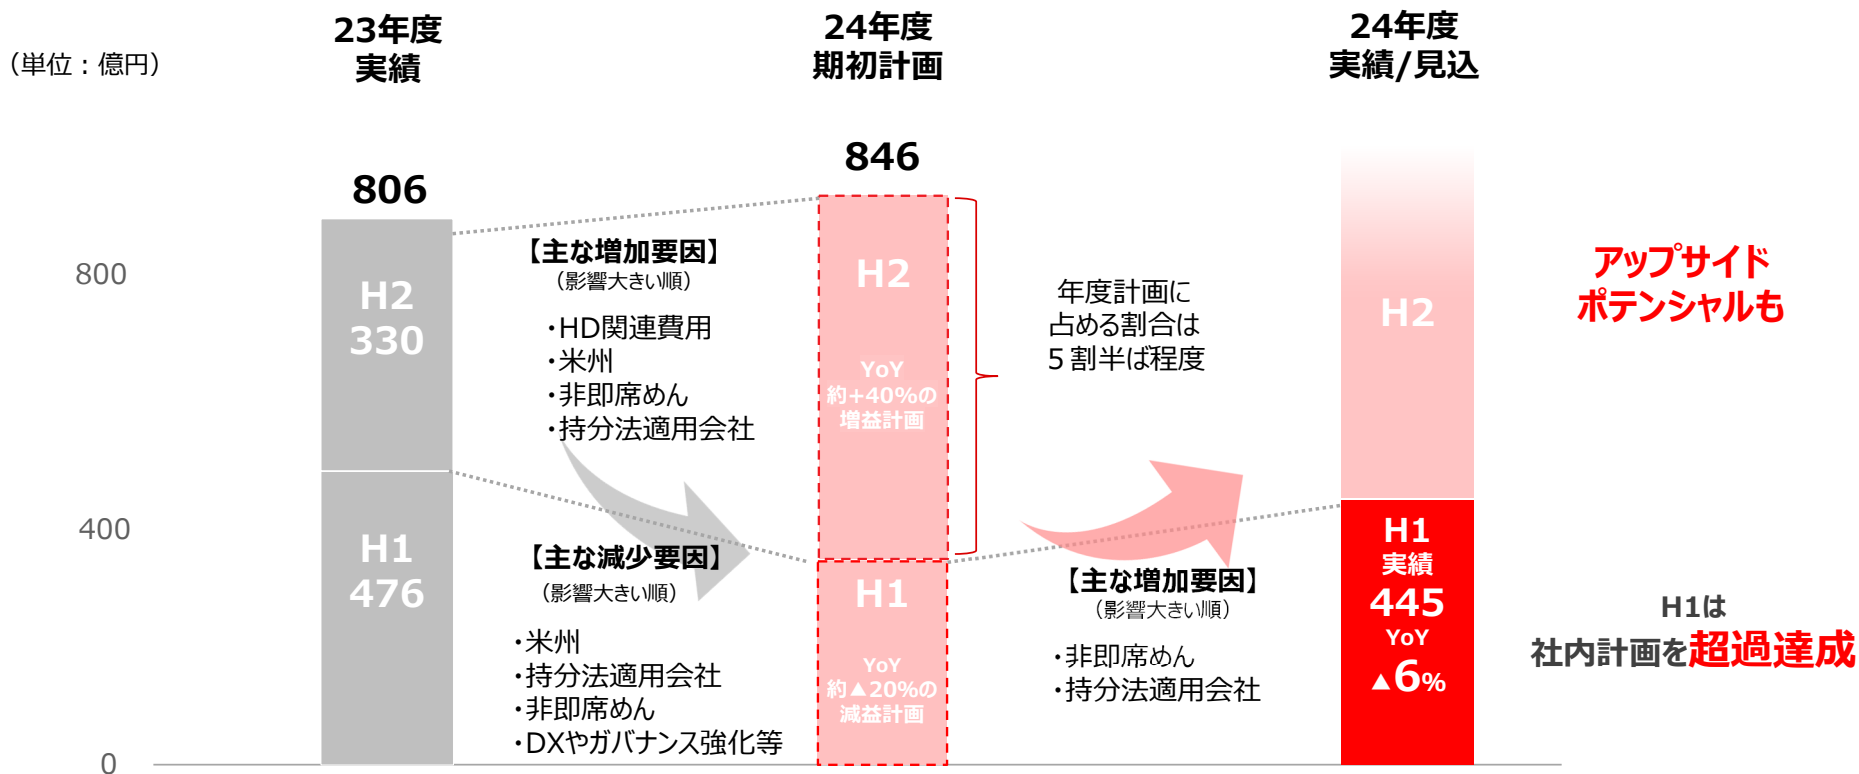 （単位：億円）
23年度
実績
24年度
期初計画
24年度
実績/見込
800
400
0
806
H2
330
H1
476
【主な増加要因】
（影響大きい順）
・HD関連費用
・米州
・非即席めん
・持分法適用会社
【主な減少要因】
（影響大きい順）
・米州
・持分法適用会社
・非即席めん
・DXやガバナンス強化等
846
H2
YoY
約+40%の
増益計画
H1
YoY
約▲20%の
減益計画
年度計画に
占める割合は
５割半ば程度
【主な増加要因】
（影響大きい順）
・非即席めん
・持分法適用会社
H2
H1
実績
445
YoY
▲6%
アップサイド
ポテンシャルも
H1は
社内計画を超過達成